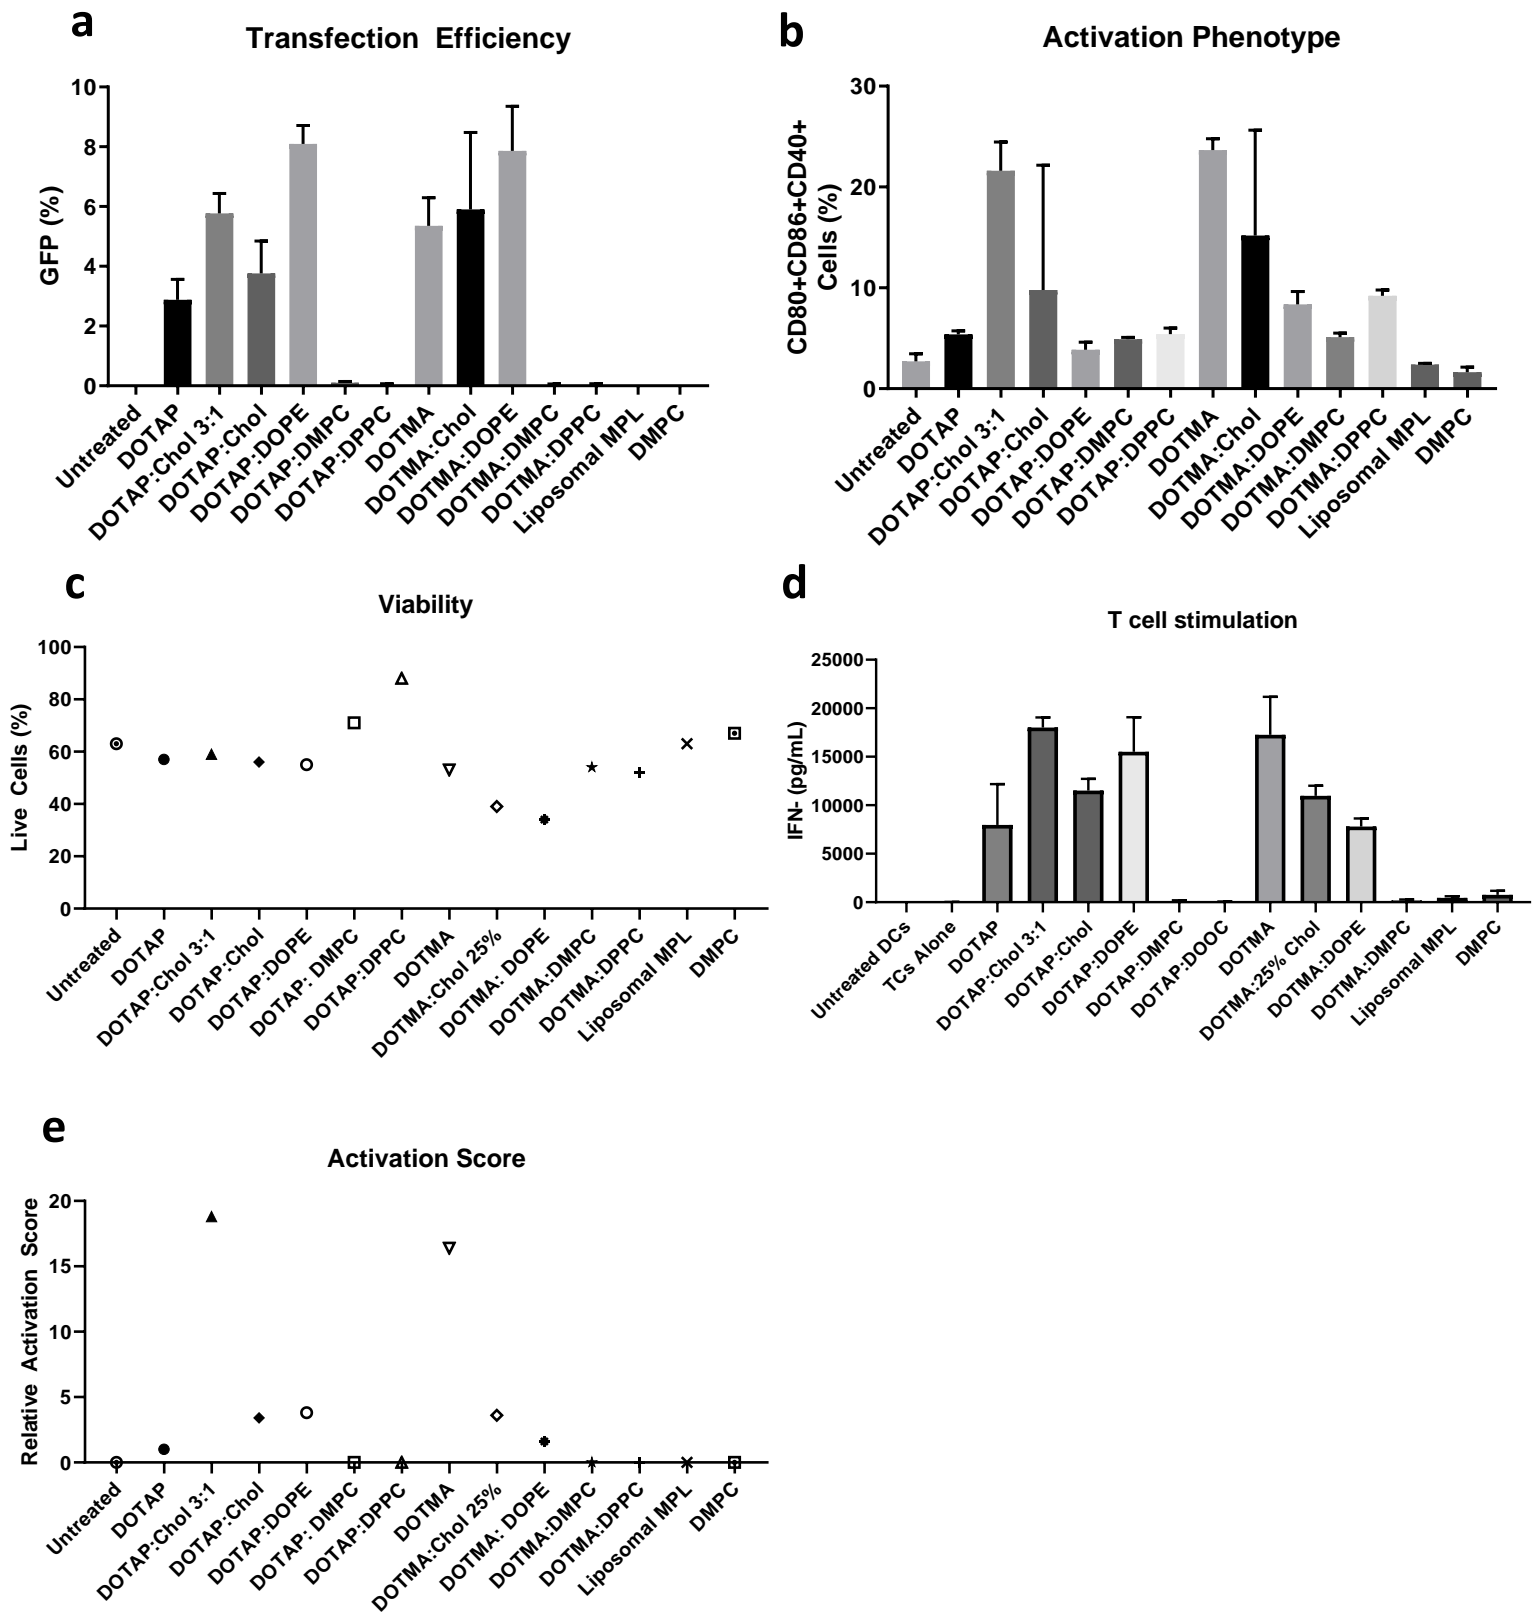 a
Transfection Efficiency
GFP (%)
10
8
6
4
2
0
Untreated
DOTAP
DOTAP:Chol 3:1
DOTAP:Chol
DOTAP:DOPE
DOTAP:DMPC
DOTAP:DPPC
DOTMA
DOTMA:Chol
DOTMA:DOPE
DOTMA:DMPC
DOTMA:DPPC
Liposomal MPL
DMPC
b
Activation Phenotype
CD80+CD86+CD40+
Cells (%)
30
20
10
0
Untreated
DOTAP
DOTAP:Chol 3:1
DOTAP:Chol
DOTAP:DOPE
DOTAP:DMPC
DOTAP:DPPC
DOTMA
DOTMA:Chol
DOTMA:DOPE
DOTMA:DMPC
DOTMA:DPPC
Liposomal MPL
DMPC
c
Viability
Live Cells (%)
100
80
60
40
20
0
Untreated
DOTAP
DOTAP:Chol 3:1
DOTAP:Chol
DOTAP:DOPE
DOTAP: DMPC
DOTAP:DPPC
DOTMA
DOTMA:Chol 25%
DOTMA: DOPE
DOTMA:DMPC
DOTMA:DPPC
Liposomal MPL
DMPC
d
T cell stimulation
IFN- (pg/mL)
25000
20000
15000
10000
5000
0
Untreated DCs
TCs Alone
DOTAP
DOTAP:Chol 3:1
DOTAP:Chol
DOTAP:DOPE
DOTAP:DMPC
DOTAP:DOOC
DOTMA
DOTMA:25% Chol
DOTMA:DOPE
DOTMA:DMPC
Liposomal MPL
DMPC
e
Activation Score
Relative Activation Score
20
15
10
5
0
Untreated
DOTAP
DOTAP:Chol 3:1
DOTAP:Chol
DOTAP:DOPE
DOTAP: DMPC
DOTAP:DPPC
DOTMA
DOTMA:Chol 25%
DOTMA: DOPE
DOTMA:DMPC
DOTMA:DPPC
Liposomal MPL
DMPC